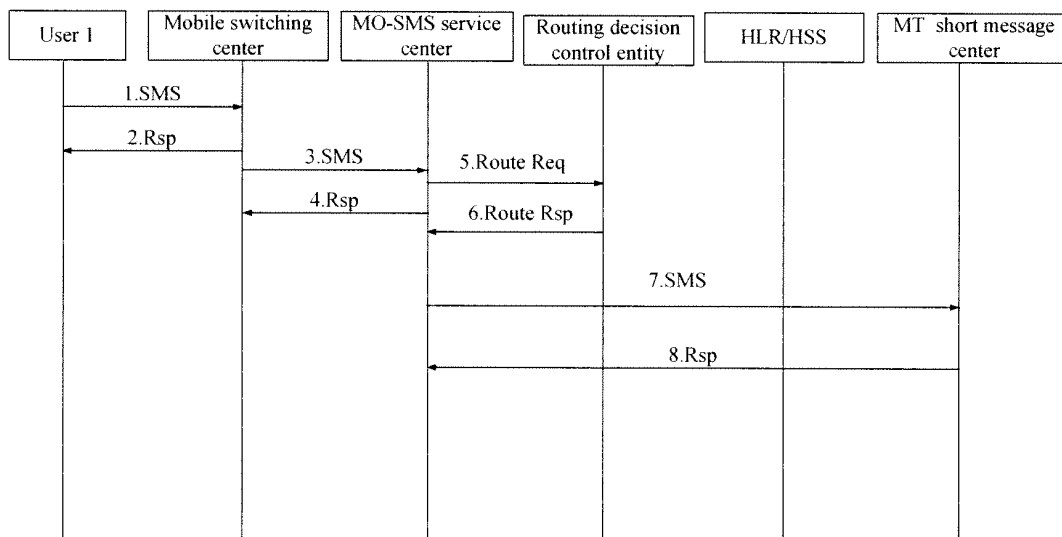 User 1
Mobile switching
center
MO-SMS service
center
Routing decision
control entity
HLR/HSS
MT short message
center
1.SMS
2.Rsp
3.SMS
5.Route Req
4.Rsp
6.Route Rsp
7.SMS
8.Rsp